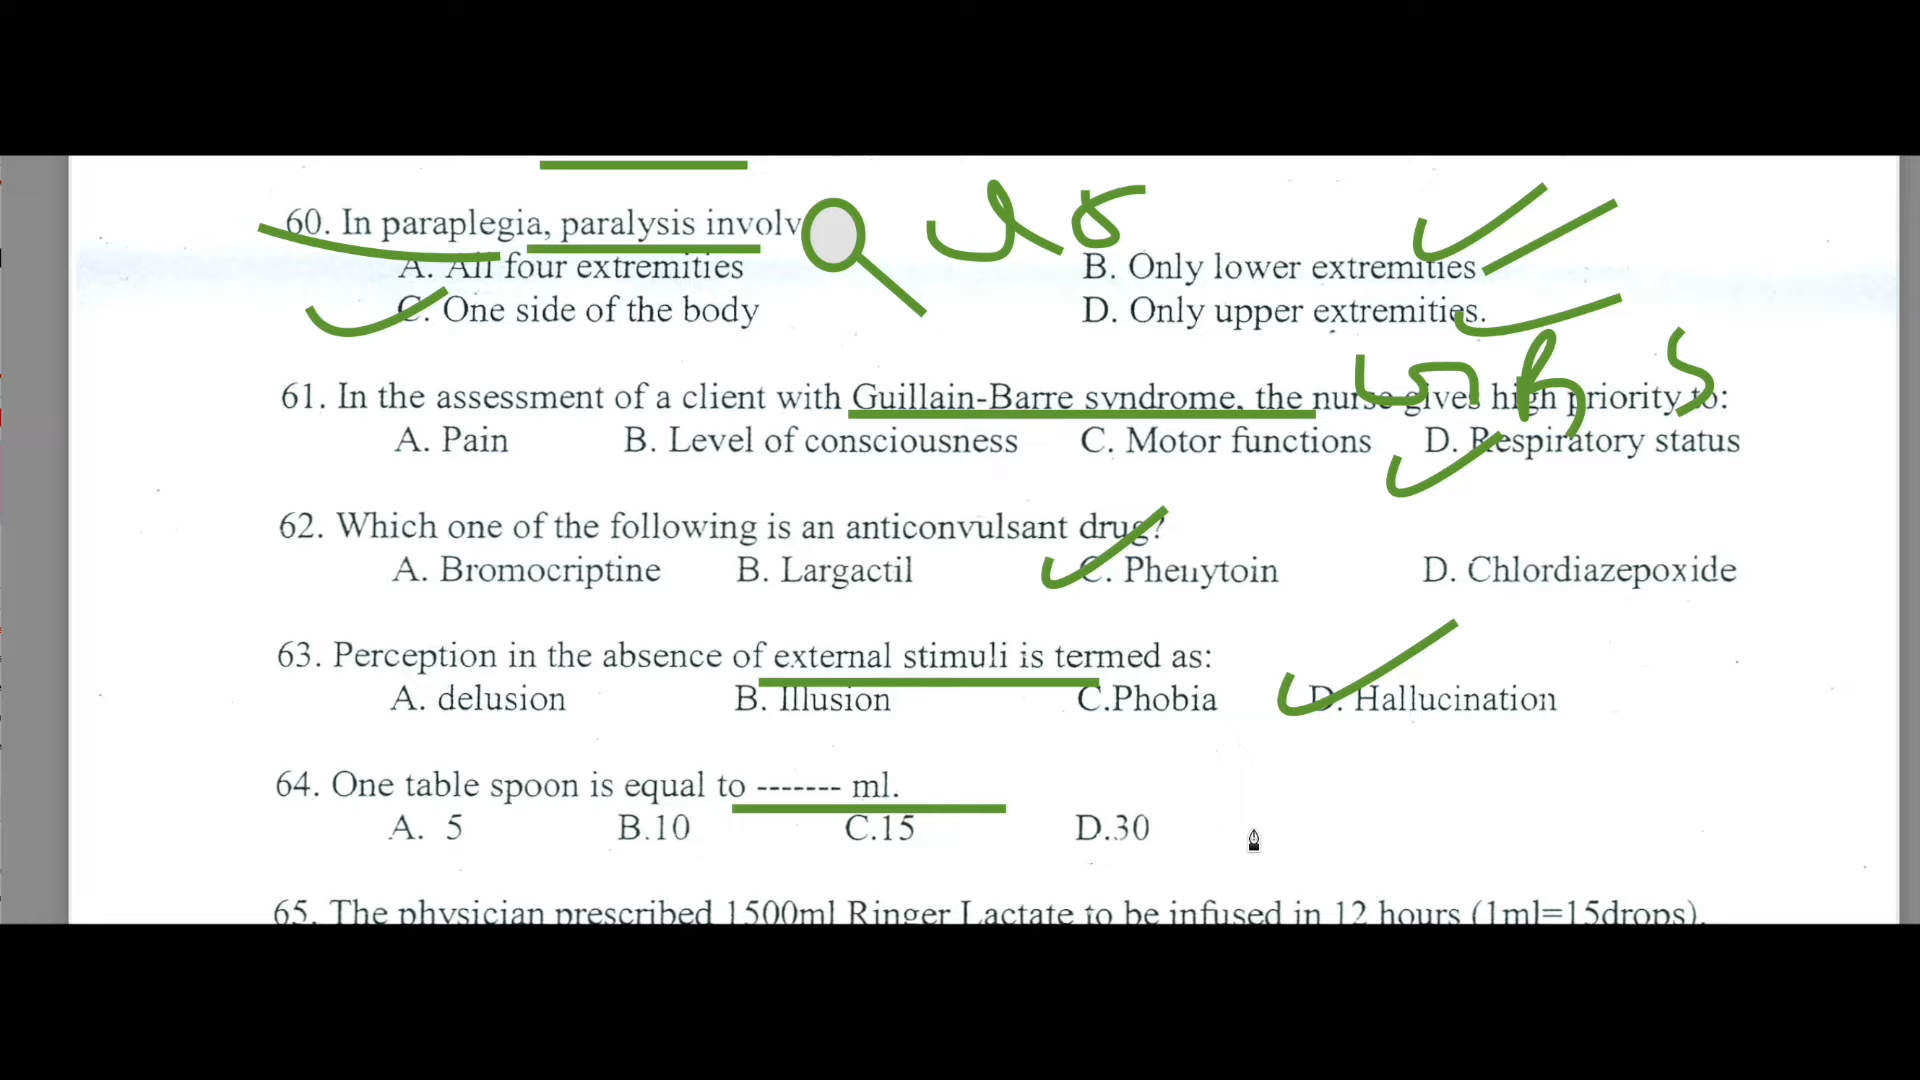 60. In paraplegia, paralysis involv
A. All four extremities B. Only lower extremities
C. One side of the body D. Only upper extremities.
61. In the assessment of a client with Guillain-Barre syndrome, the nurse gives high priority to:
A. Pain B. Level of consciousness C. Motor functions D. Respiratory status
62. Which one of the following is an anticonvulsant drug?
A. Bromocriptine B. Largactil C. Phenytoin D. Chlordiazepoxide
63. Perception in the absence of external stimuli is termed as:
A. delusion B. Illusion C.Phobia D. Hallucination
64. One table spoon is equal to ------- ml.
A. 5 B.10 C.15 D.30
65. The physician prescribed 1500ml Ringer Lactate to be infused in 12 hours (1ml=15drops).